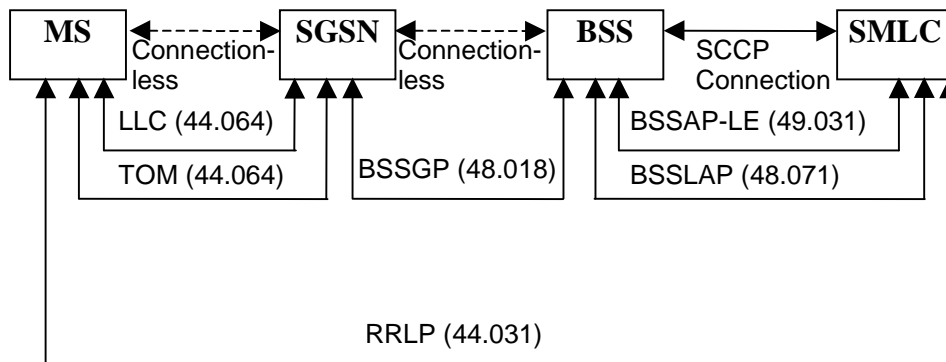 MS SGSN BSS SMLC
Connection-less Connection-less SCCP Connection
LLC (44.064) BSSAP-LE (49.031)
TOM (44.064) BSSGP (48.018) BSSLAP (48.071)
RRLP (44.031)